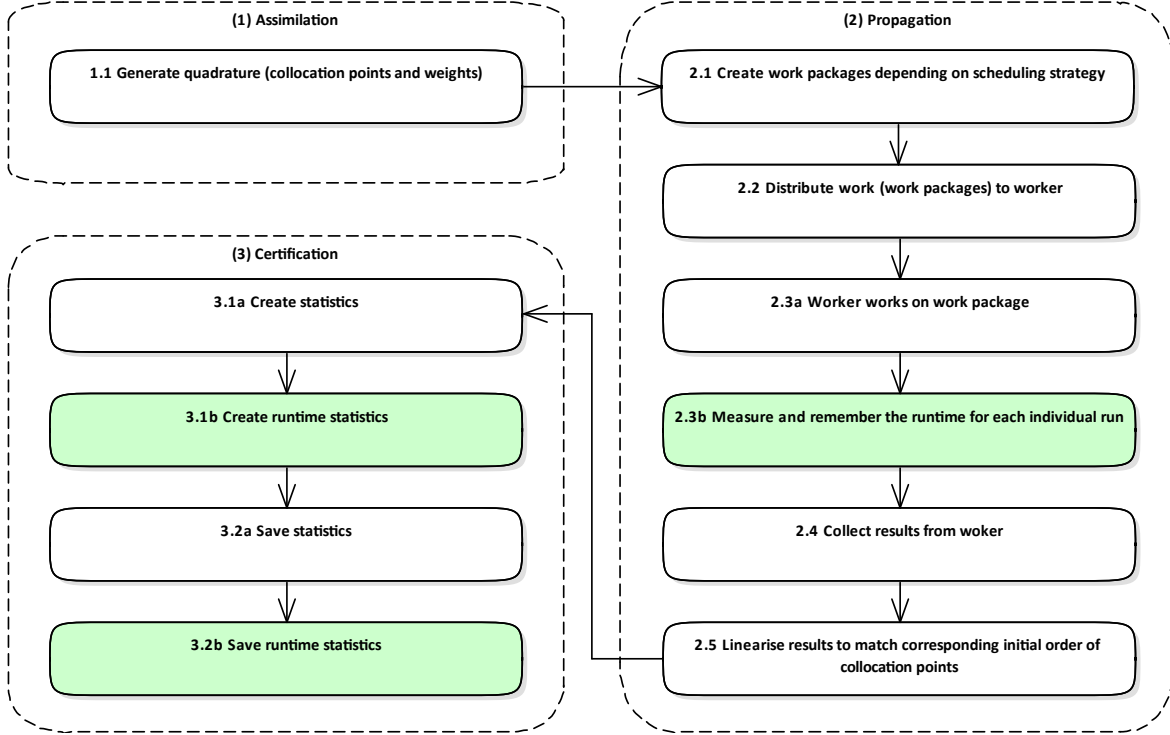 (1) Assimilation
1.1 Generate quadrature (collocation points and weights)
(2) Propagation
2.1 Create work packages depending on scheduling strategy
2.2 Distribute work (work packages) to worker
2.3a Worker works on work package
2.3b Measure and remember the runtime for each individual run
2.4 Collect results from woker
2.5 Linearise results to match corresponding initial order of
collocation points
(3) Certification
3.1a Create statistics
3.1b Create runtime statistics
3.2a Save statistics
3.2b Save runtime statistics